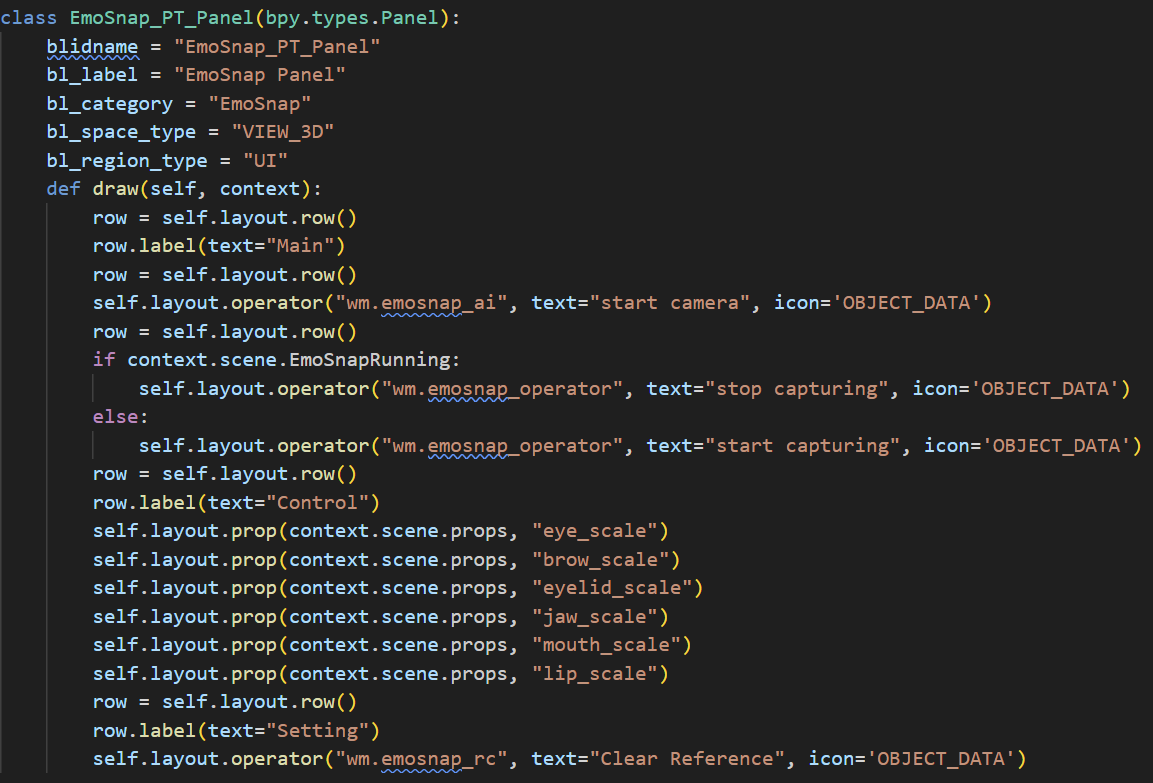 class EmoSnap_PT_Panel(bpy.types.Panel):
    blidname = "EmoSnap_PT_Panel"
    bl_label = "EmoSnap Panel"
    bl_category = "EmoSnap"
    bl_space_type = "VIEW_3D"
    bl_region_type = "UI"
    def draw(self, context):
        row = self.layout.row()
        row.label(text="Main")
        row = self.layout.row()
        self.layout.operator("wm.emosnap_ai", text="start camera", icon='OBJECT_DATA')
        row = self.layout.row()
        if context.scene.EmoSnapRunning:
            self.layout.operator("wm.emosnap_operator", text="stop capturing", icon='OBJECT_DATA')
        else:
            self.layout.operator("wm.emosnap_operator", text="start capturing", icon='OBJECT_DATA')
        row = self.layout.row()
        row.label(text="Control")
        self.layout.prop(context.scene.props, "eye_scale")
        self.layout.prop(context.scene.props, "brow_scale")
        self.layout.prop(context.scene.props, "eyelid_scale")
        self.layout.prop(context.scene.props, "jaw_scale")
        self.layout.prop(context.scene.props, "mouth_scale")
        self.layout.prop(context.scene.props, "lip_scale")
        row = self.layout.row()
        row.label(text="Setting")
        self.layout.operator("wm.emosnap_rc", text="Clear Reference", icon='OBJECT_DATA')